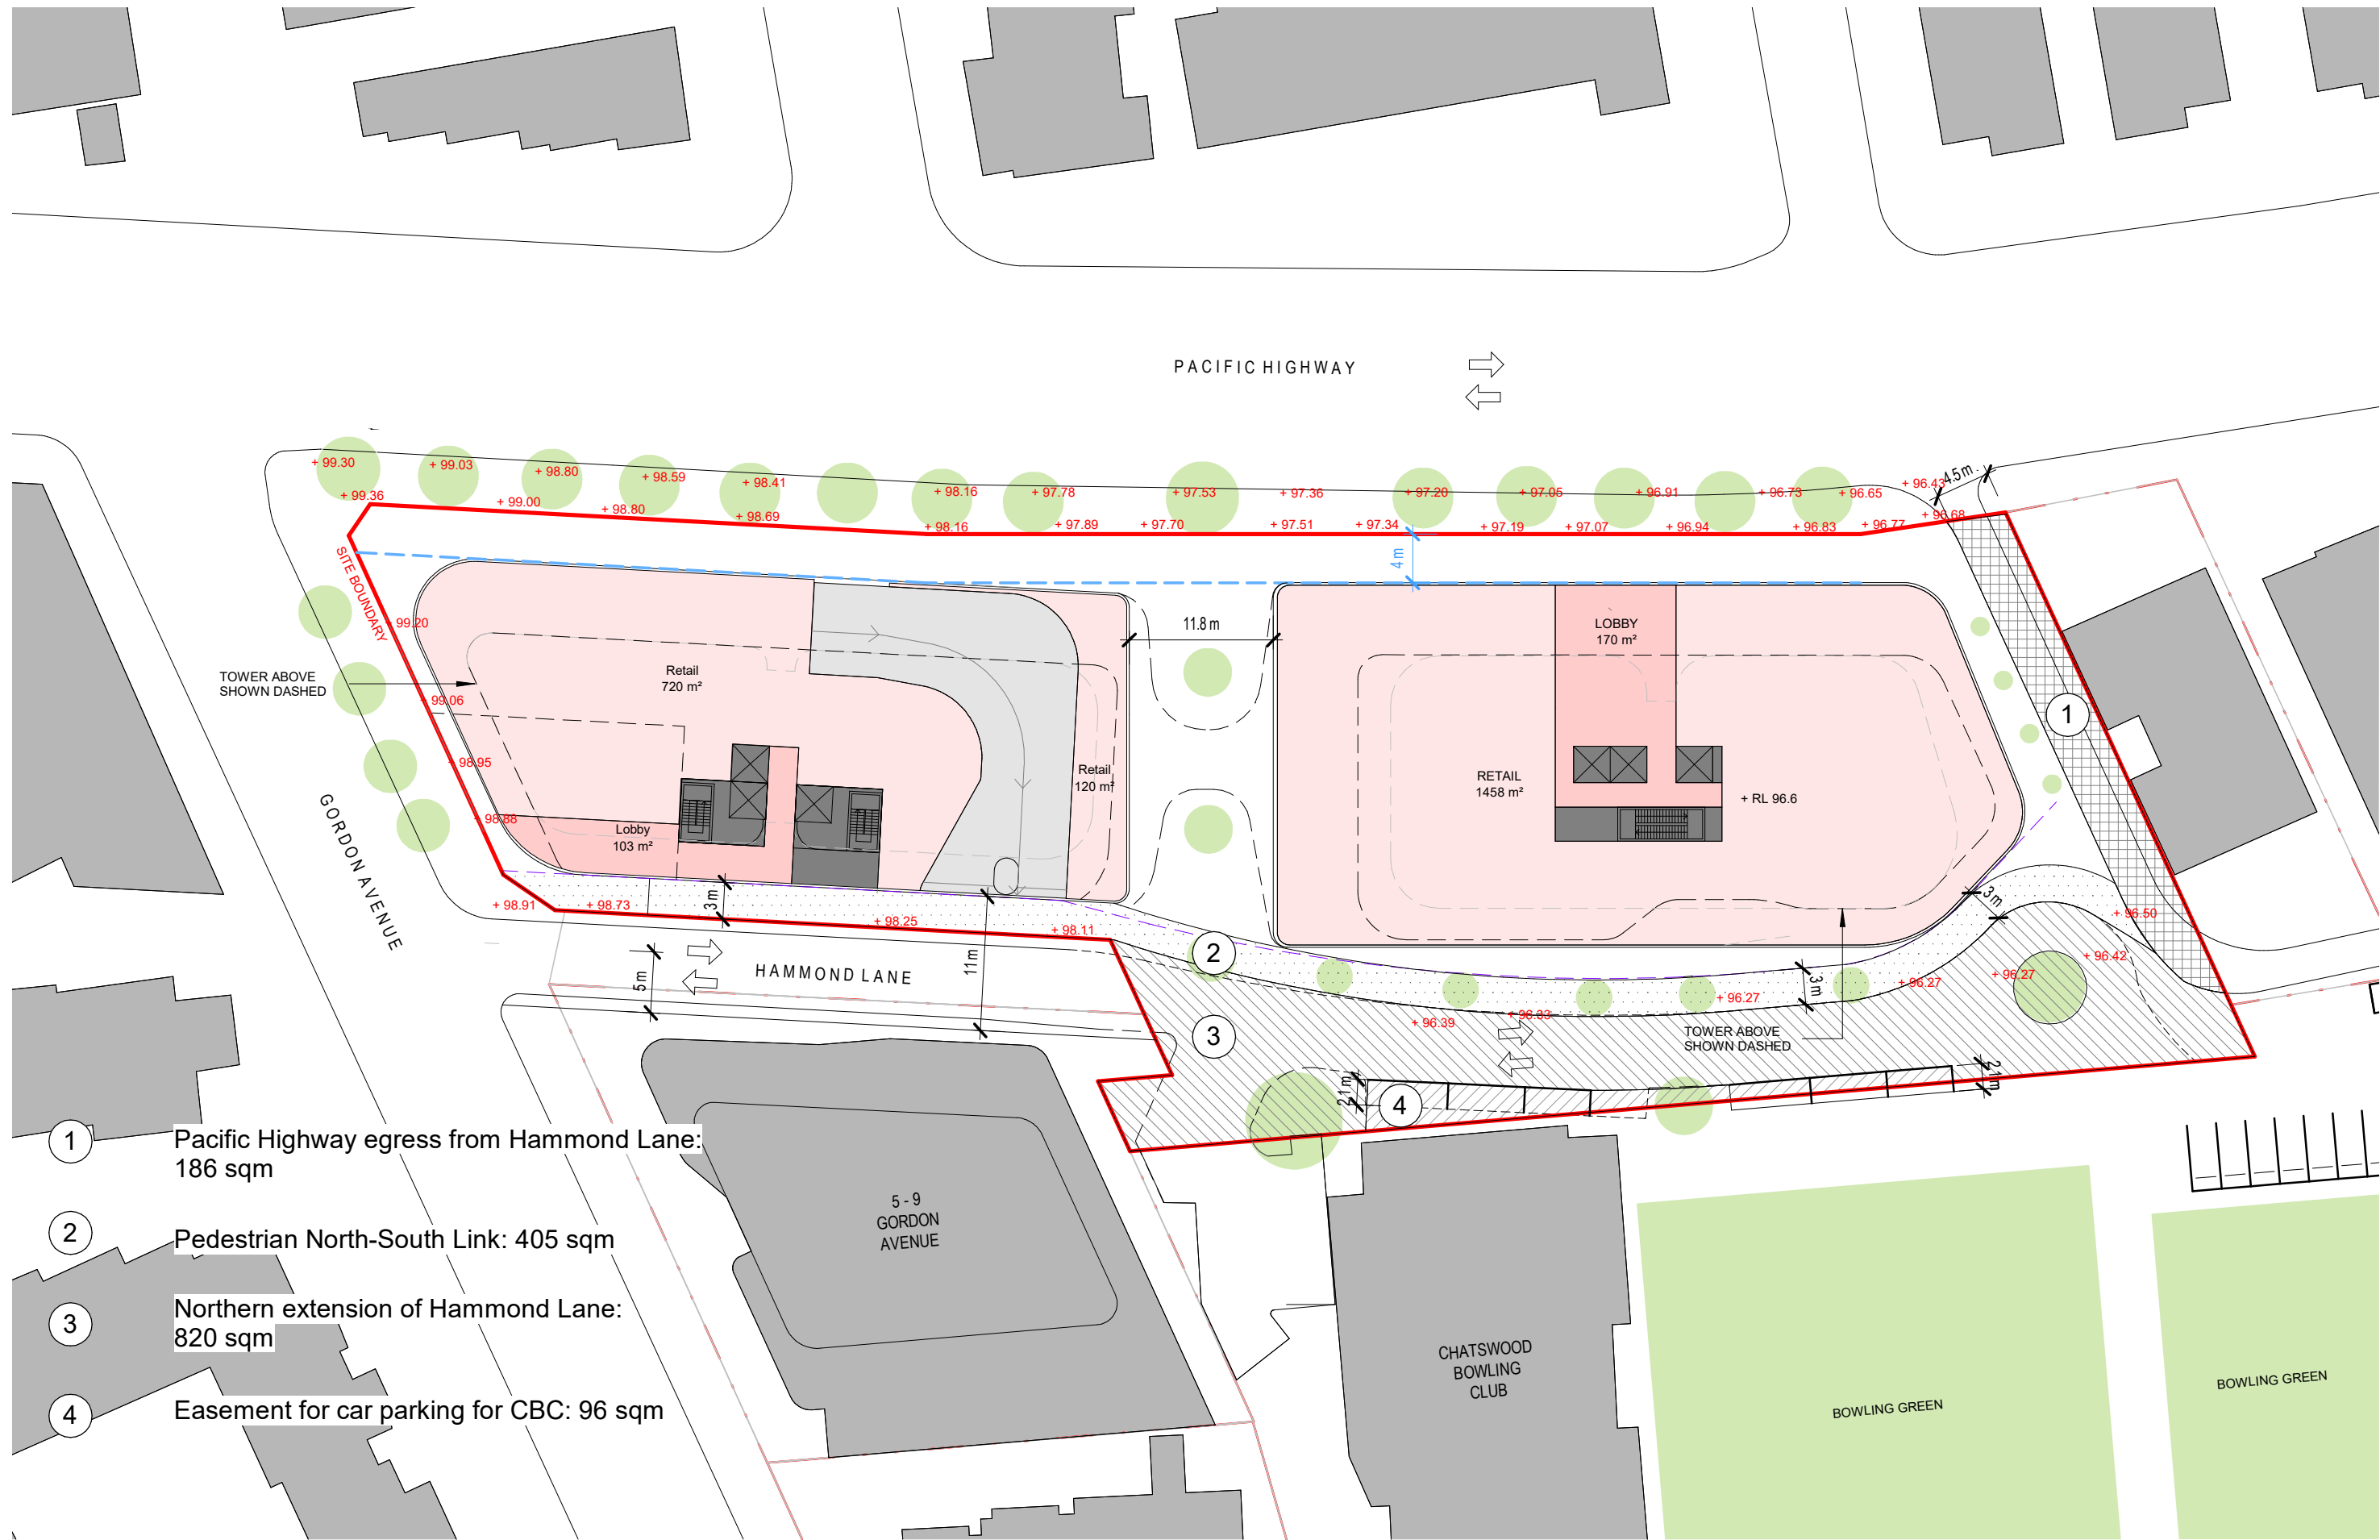 PACIFIC HIGHWAY
+ 99.30
+ 99.03
+ 98.80
+ 98.59
+ 98.41
+ 98.16
+ 97.78
+ 97.53
+ 97.36
+ 97.20
+ 97.05
+ 96.91
+ 96.73
+ 96.65
+ 96.43
4.5m
+ 99.36
+ 99.00
+ 98.80
+ 98.69
+ 98.16
+ 97.89
+ 97.70
+ 97.51
+ 97.34
+ 97.19
+ 97.07
+ 96.94
+ 96.83
+ 96.77
+ 96.68
4 m
SITE BOUNDARY
+ 99.20
+ 99.06
+ 98.95
+ 98.88
TOWER ABOVE
SHOWN DASHED
Retail
720 m²
11.8 m
LOBBY
170 m²
Retail
120 m²
RETAIL
1458 m²
+ RL 96.6
Lobby
103 m²
1
GORDON AVENUE
3 m
3 m
+ 98.91
+ 98.73
+ 98.25
+ 98.11
+ 96.50
+ 96.42
+ 96.27
+ 96.27
+ 96.27
+ 96.33
+ 96.39
2
3 m
HAMMOND LANE
5 m
11m
3
TOWER ABOVE
SHOWN DASHED
2.1m
2.1m
4
1
Pacific Highway egress from Hammond Lane:
186 sqm
2
Pedestrian North-South Link: 405 sqm
3
Northern extension of Hammond Lane:
820 sqm
4
Easement for car parking for CBC: 96 sqm
5 - 9
GORDON
AVENUE
CHATSWOOD
BOWLING
CLUB
BOWLING GREEN
BOWLING GREEN